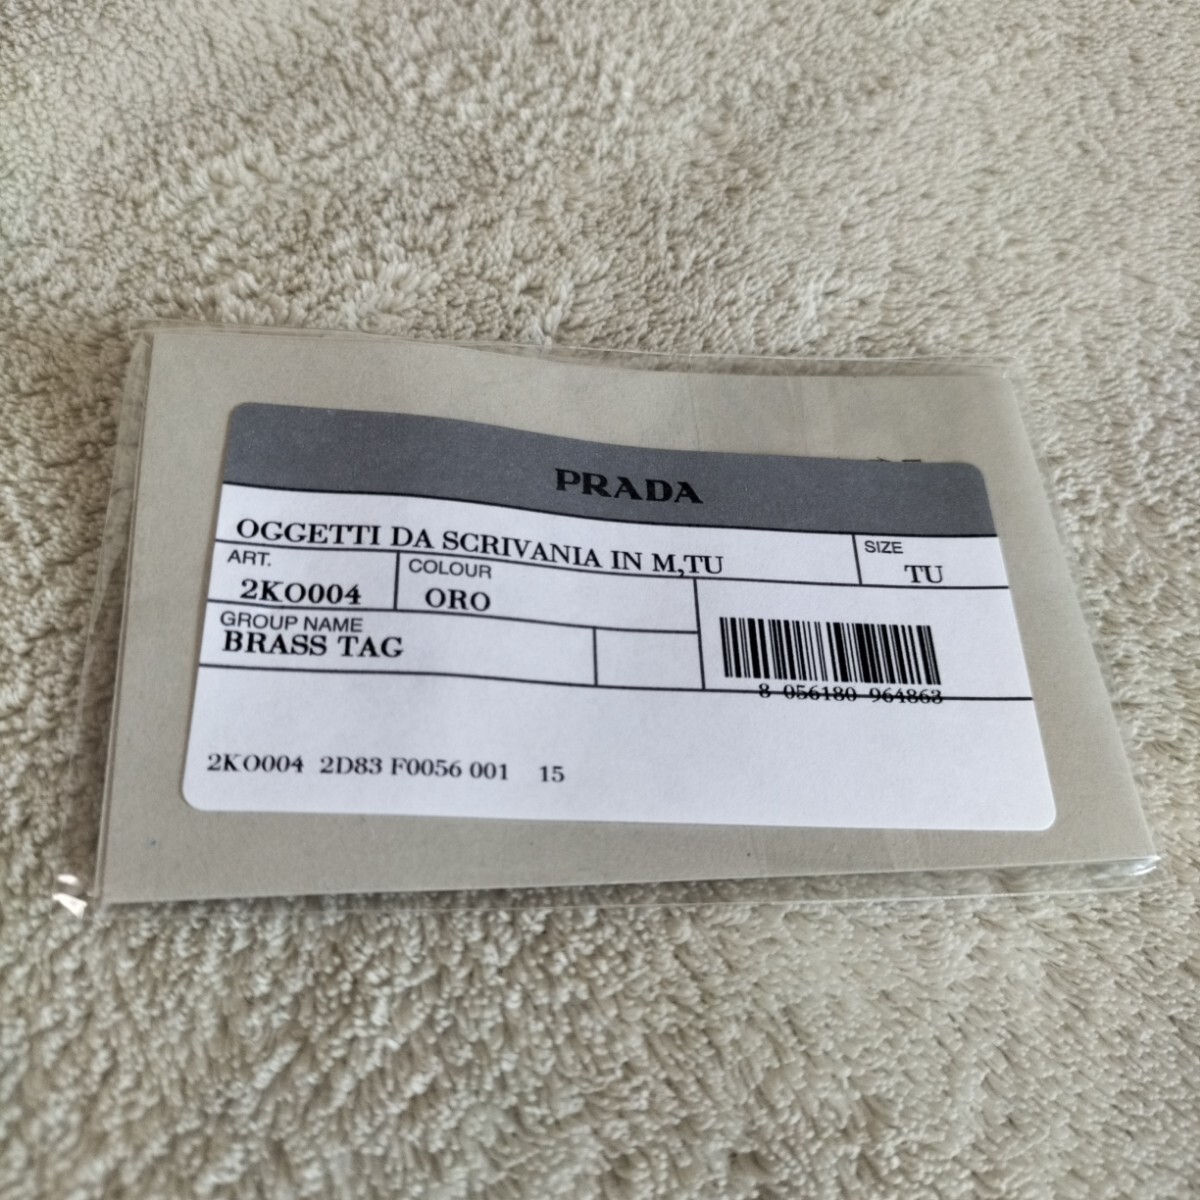 PRADA
OGGETTI DA SCRIVANIA IN M,TU
SIZE
TU
ART.
2KO004
COLOUR
ORO
GROUP NAME
BRASS TAG
8 056180 964863
2KO004 2D83 F0056 001 15